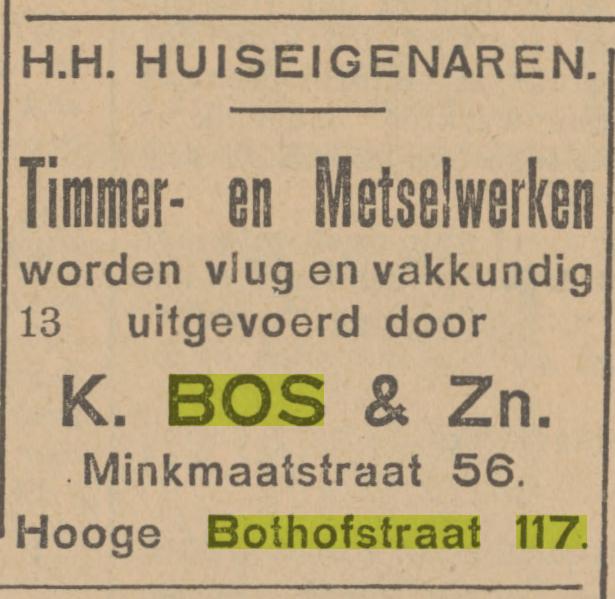 H.H. HUISEIGENAREN.
Timmer- en Metselwerken
worden vlug en vakkundig
13 uitgevoerd door
K. BOS & Zn.
Minkmaatstraat 56.
Hooge Bothofstraat 117.